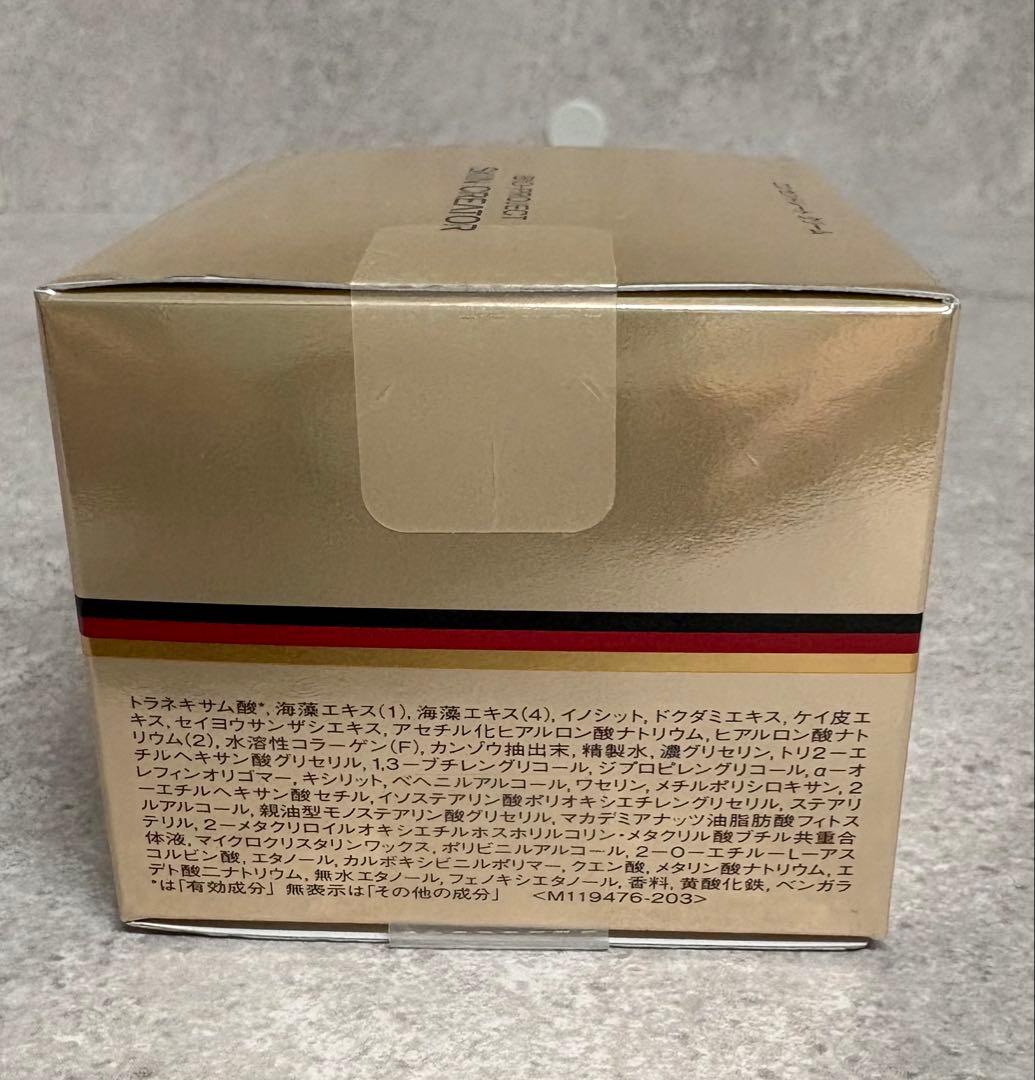 BIO-PROJECT
SKIN CREATOR
トラネキサム酸*, 海藻エキス(1), 海藻エキス(4), イノシット, ドクダミエキス, ケイ皮エ
キス, セイヨウサンザシエキス, アセチル化ヒアルロン酸ナトリウム, ヒアルロン酸ナト
リウム(2), 水溶性コラーゲン(F), カンゾウ抽出末, 精製水, 濃グリセリン, トリ2ーエ
チルヘキサン酸グリセリル, 1,3ーブチレングリコール, ジプロピレングリコール, αーオ
レフィンオリゴマー, キシリット, ベヘニルアルコール, ワセリン, メチルポリシロキサン, 2
ーエチルヘキサン酸セチル, イソステアリン酸ポリオキシエチレングリセリル, ステアリ
ルアルコール, 親油型モノステアリン酸グリセリル, マカデミアナッツ油脂肪酸フィトス
テリル, 2ーメタクリロイルオキシエチルホスホリルコリン・メタクリル酸ブチル共重合
体液, マイクロクリスタリンワックス, ポリビニルアルコール, 2ーOーエチルーLーアス
コルビン酸, エタノール, カルボキシビニルポリマー, クエン酸, メタリン酸ナトリウム, エ
デト酸二ナトリウム, 無水エタノール, フェノキシエタノール, 香料, 黄酸化鉄, ベンガラ
*は「有効成分」 無表示は「その他の成分」 <M119476-203>